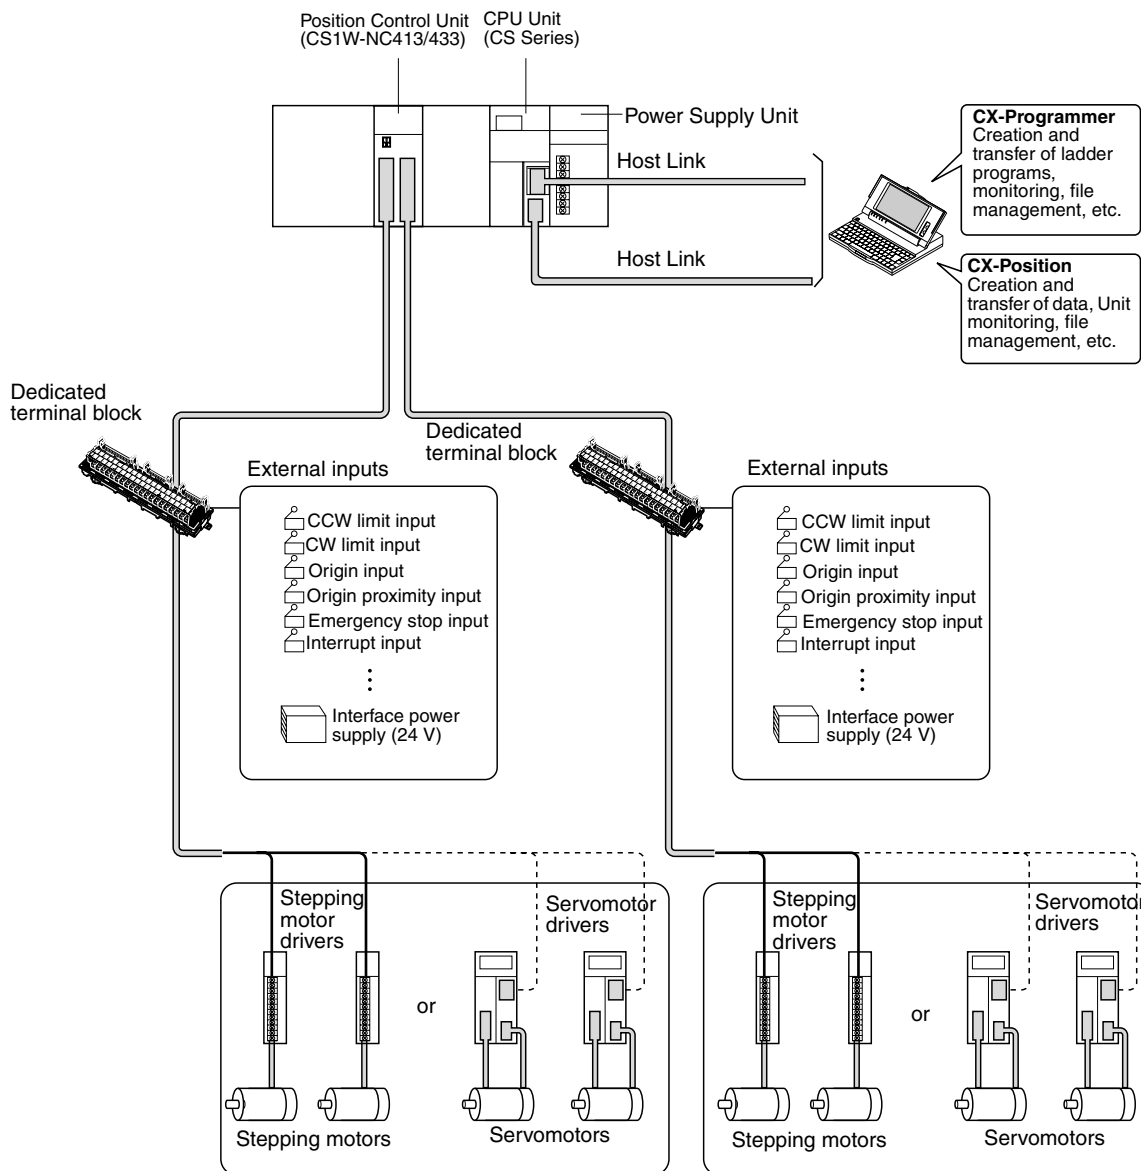 Position Control Unit
(CS1W-NC413/433)
CPU Unit
(CS Series)
Power Supply Unit
Host Link
Host Link
CX-Programmer
Creation and
transfer of ladder
programs,
monitoring, file
management, etc.
CX-Position
Creation and
transfer of data, Unit
monitoring, file
management, etc.
Dedicated
terminal block
Dedicated
terminal block
External inputs
CCW limit input
CW limit input
Origin input
Origin proximity input
Emergency stop input
Interrupt input
Interface power
supply (24 V)
External inputs
CCW limit input
CW limit input
Origin input
Origin proximity input
Emergency stop input
Interrupt input
Interface power
supply (24 V)
Stepping
motor
drivers
Servomotor
drivers
or
Stepping motors
Servomotors
Stepping
motor
drivers
Servomotor
drivers
or
Stepping motors
Servomotors